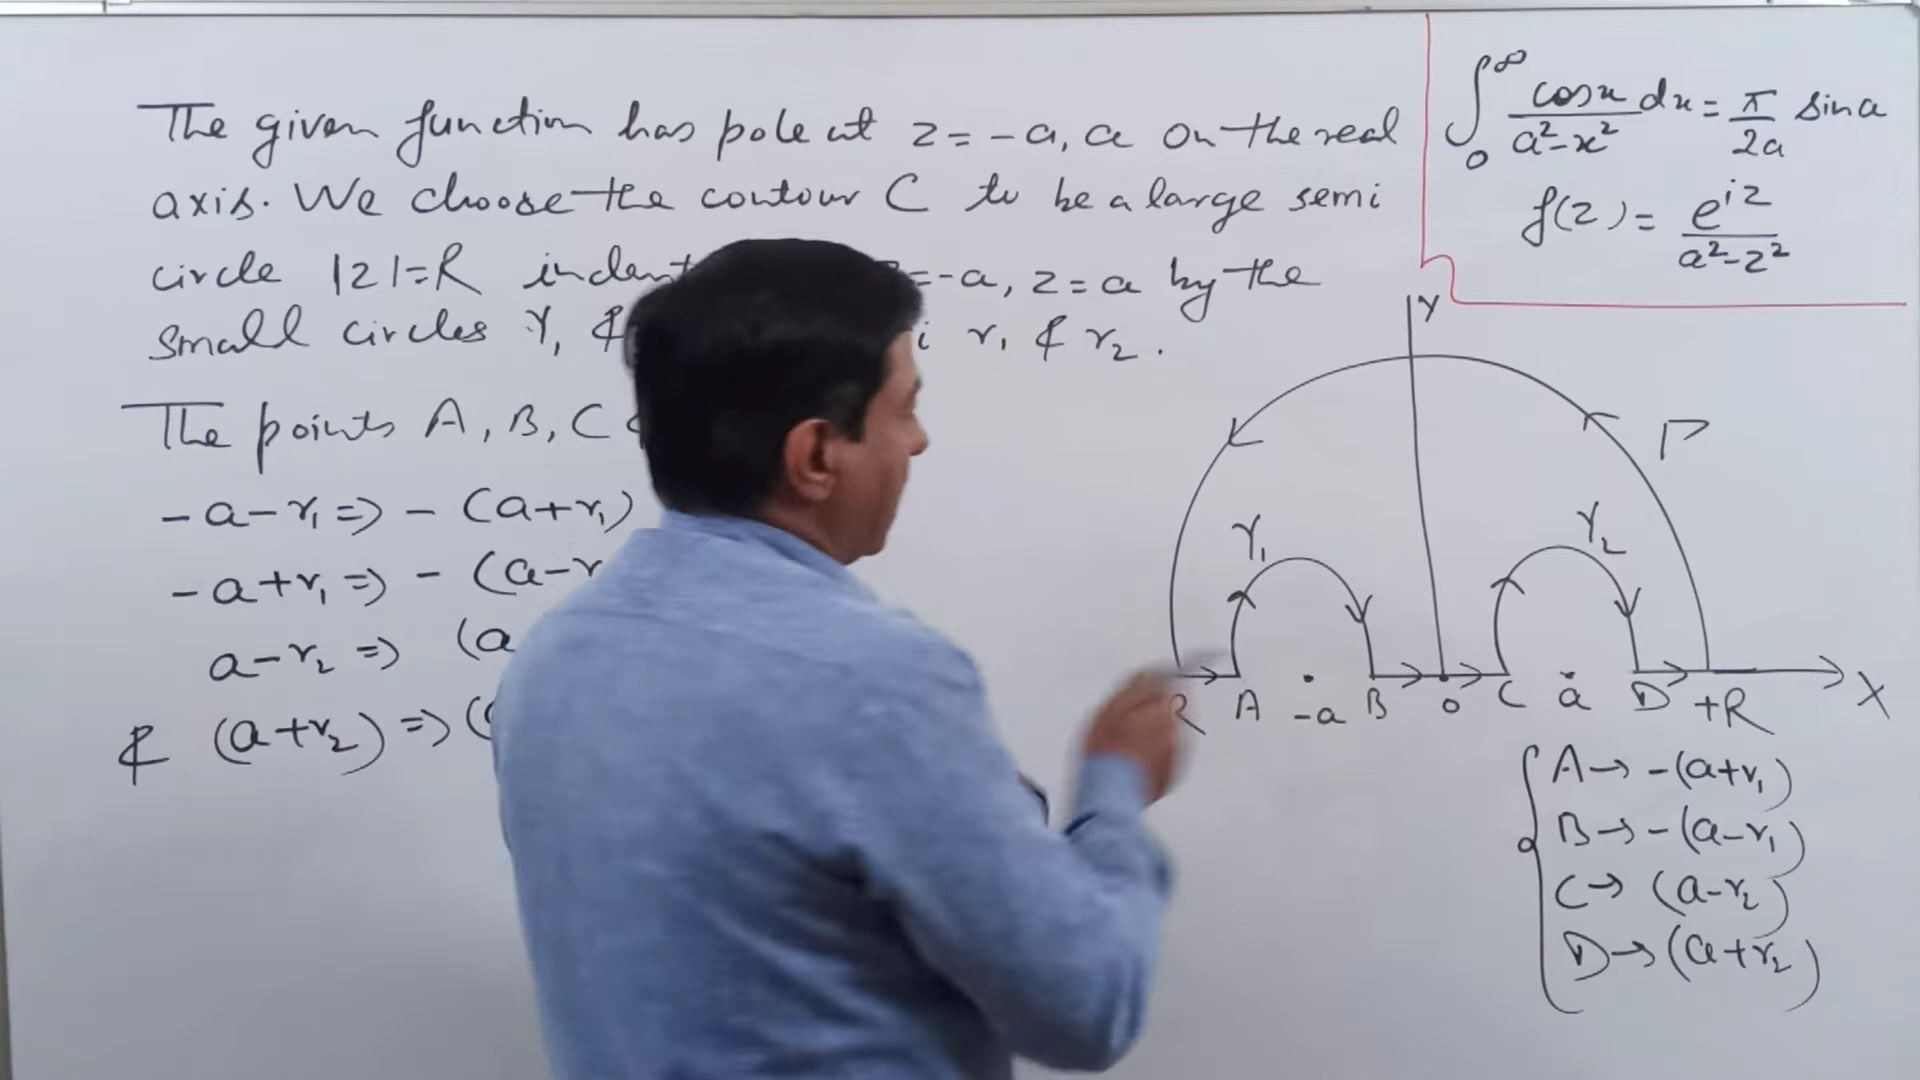 The given function has pole at z = -a, a on the real
axis. We choose the contour C to be a large semi
circle |z|=R indent =-a, z=a by the
small circles γ₁ & i r₁ & r₂.
The points A, B, C
-a-r₁ ⇒ -(a+r₁)
-a+r₁ ⇒ -(a-r
a-r₂ ⇒ (a
& (a+r₂) ⇒ (
∫₀^∞ cosx/(a²-x²) dx = π/2a sin a
f(z) = e^{iz}/(a²-z²)
Y
Γ
γ₁ γ₂
R A -a B 0 C a D +R X
A → -(a+r₁)
B → -(a-r₁)
C → (a-r₂)
D → (a+r₂)